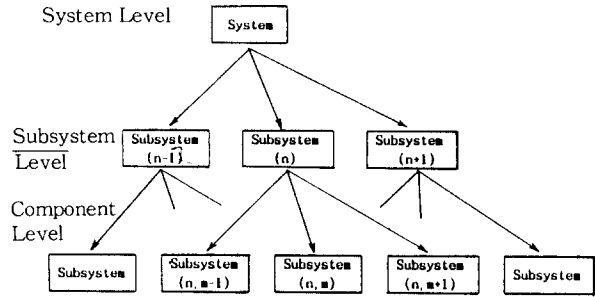 System Level
System
Subsystem
Level
Subsystem
(n-1)
Subsystem
(n)
Subsystem
(n+1)
Component
Level
Subsystem
Subsystem
(n, m-1)
Subsystem
(n, m)
Subsystem
(n, m+1)
Subsystem